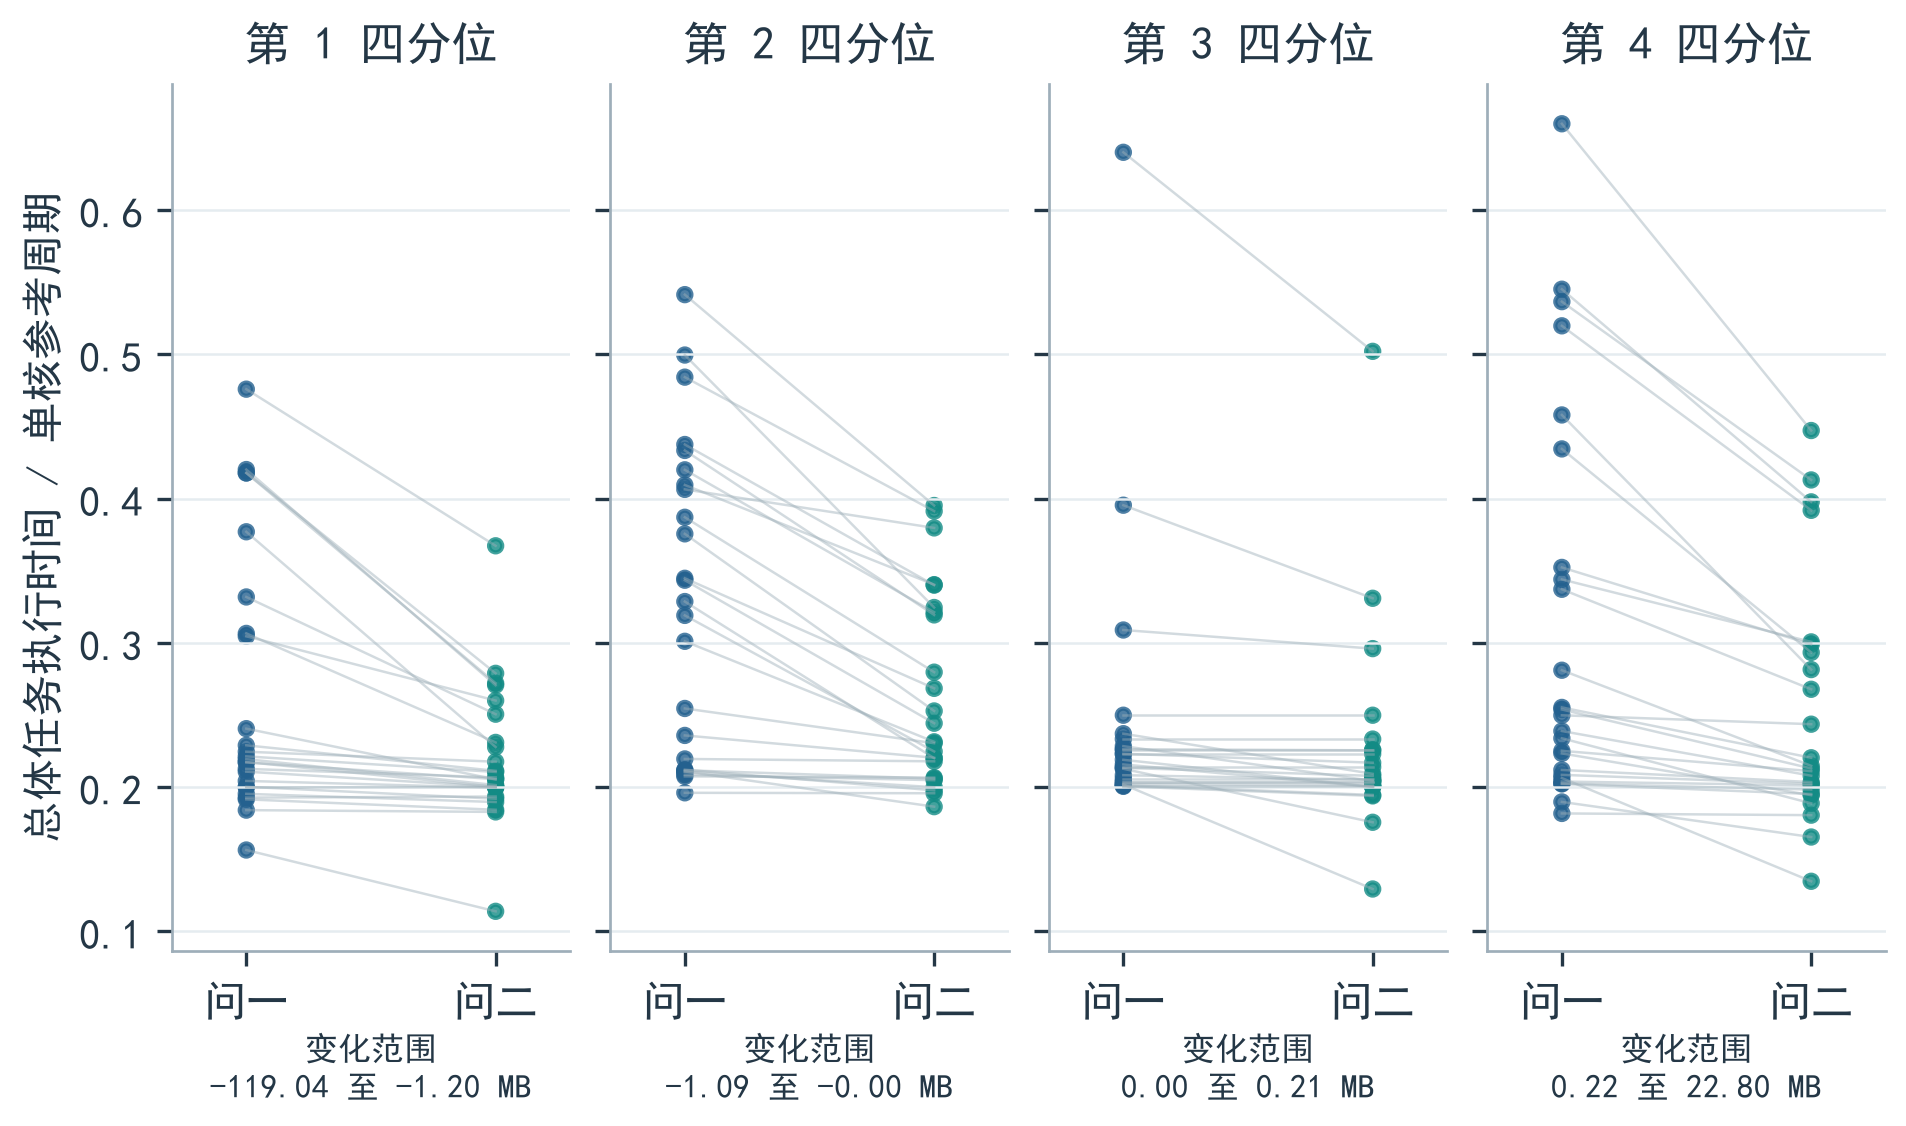 第 1 四分位
第 2 四分位
第 3 四分位
第 4 四分位
总体任务执行时间 / 单核参考周期
0.6
0.5
0.4
0.3
0.2
0.1
问一
问二
问一
问二
问一
问二
问一
问二
变化范围
−119.04 至 −1.20 MB
变化范围
−1.09 至 −0.00 MB
变化范围
0.00 至 0.21 MB
变化范围
0.22 至 22.80 MB